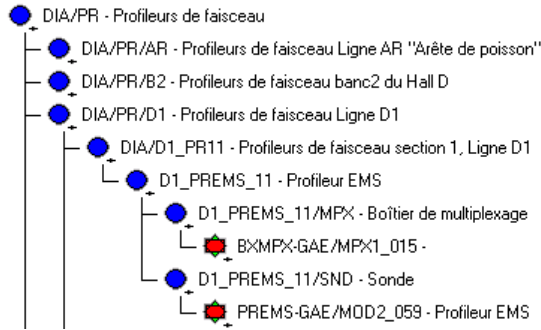 DIA/PR - Profileurs de faisceau
DIA/PR/AR - Profileurs de faisceau Ligne AR "Arête de poisson"
DIA/PR/B2 - Profileurs de faisceau banc2 du Hall D
DIA/PR/D1 - Profileurs de faisceau Ligne D1
DIA/D1_PR11 - Profileurs de faisceau section 1, Ligne D1
D1_PREMS_11 - Profileur EMS
D1_PREMS_11/MPX - Boîtier de multiplexage
BXMPX-GAE/MPX1_015 -
D1_PREMS_11/SND - Sonde
PREMS-GAE/MOD2_059 - Profileur EMS